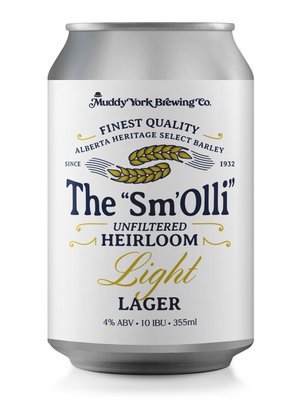 Muddy York Brewing Co.
FINEST QUALITY
ALBERTA HERITAGE SELECT BARLEY
SINCE 1932
The "Sm'Olli"
UNFILTERED
HEIRLOOM
Light
LAGER
4% ABV • 10 IBU • 355ml